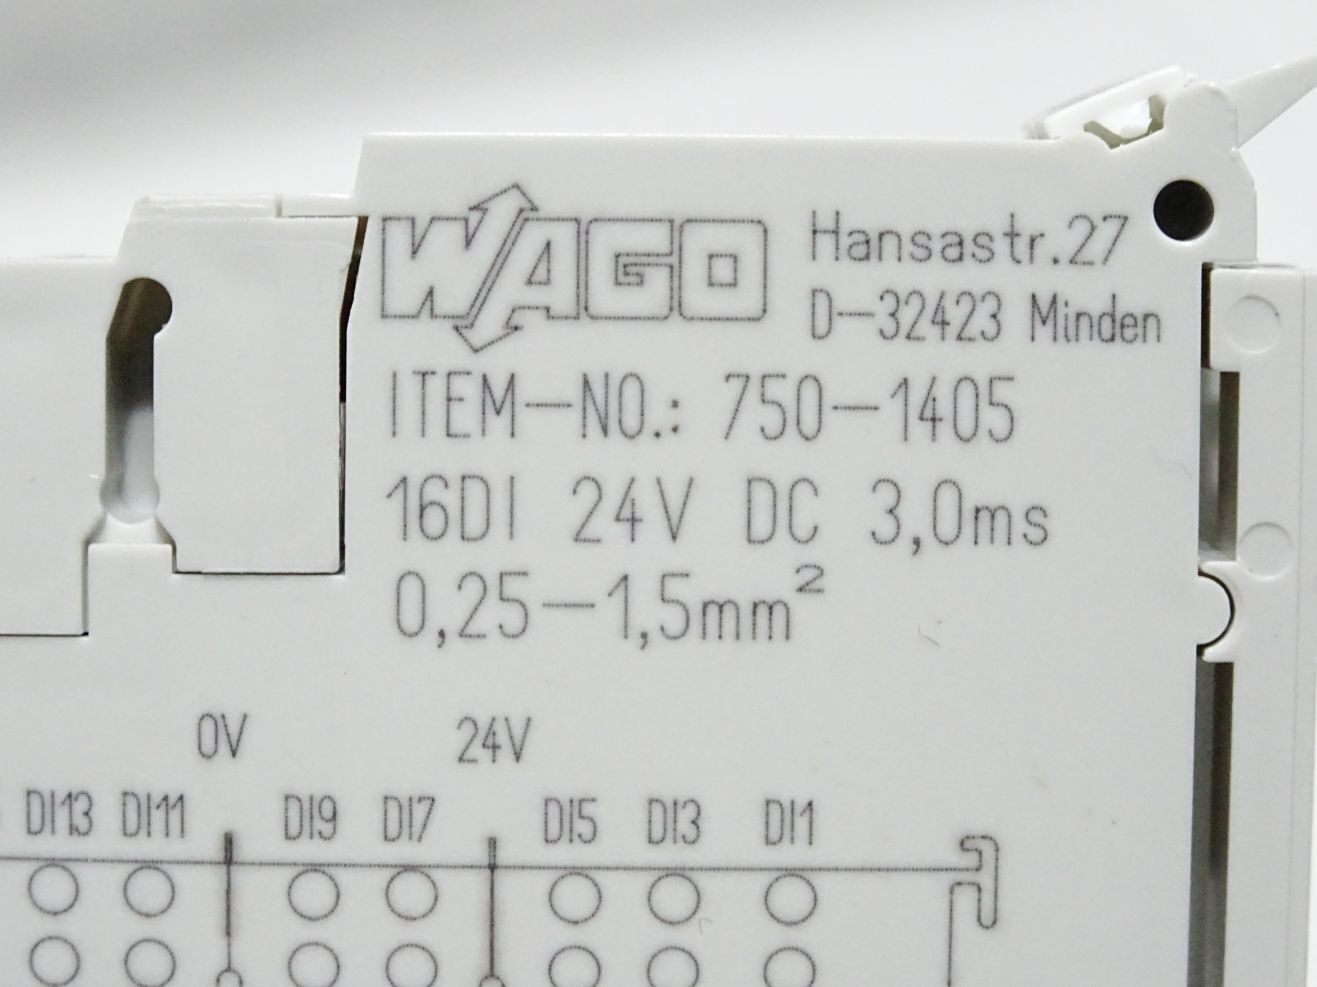 WAGO
Hansastr.27
D-32423 Minden
ITEM-NO.: 750-1405
16DI 24V DC 3,0ms
0,25-1,5mm²
0V 24V
DI13 DI11 DI9 DI7 DI5 DI3 DI1